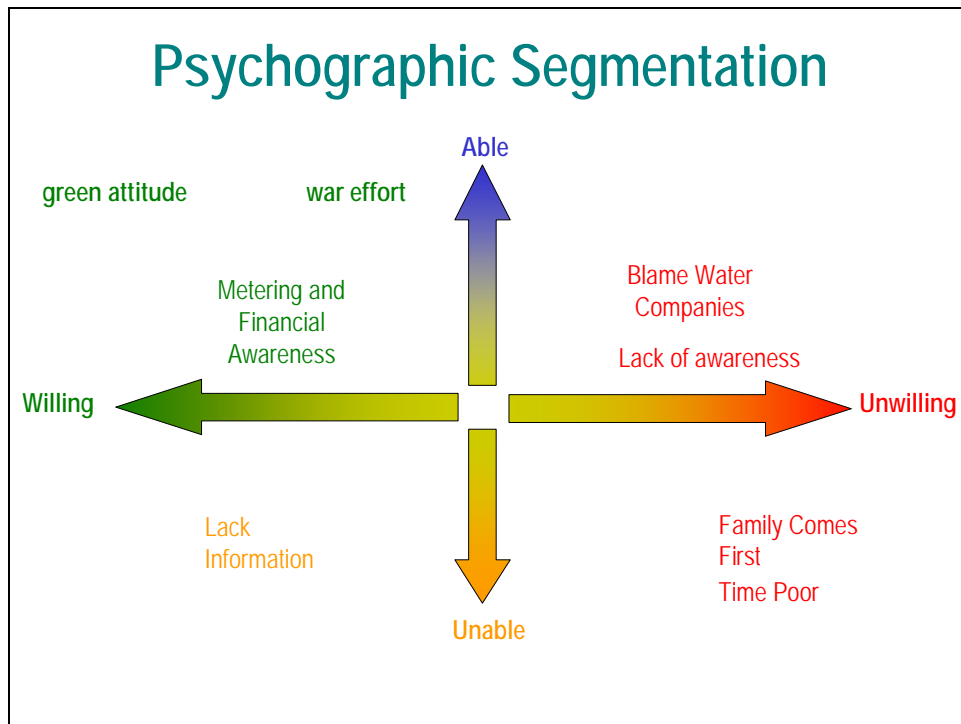 Psychographic Segmentation
Able
green attitude
war effort
Metering and
Financial
Awareness
Blame Water
Companies
Lack of awareness
Willing
Unwilling
Lack
Information
Family Comes
First
Time Poor
Unable